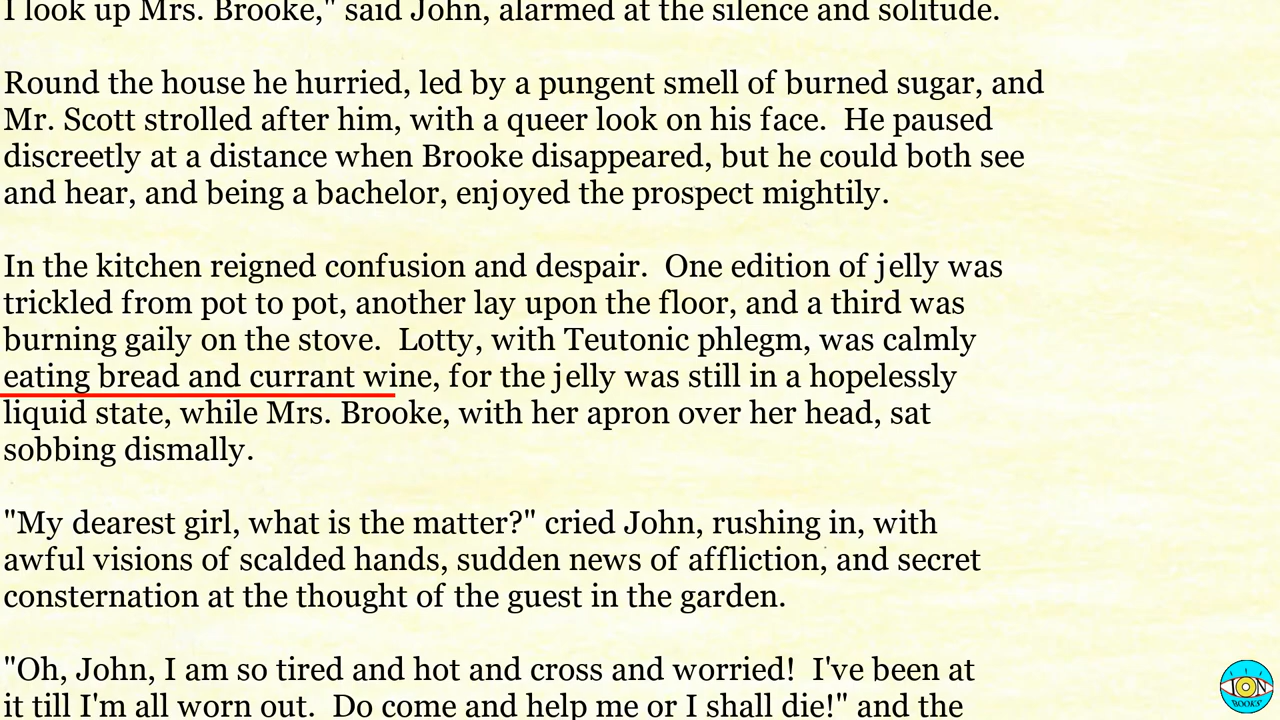 I look up Mrs. Brooke," said John, alarmed at the silence and solitude.
Round the house he hurried, led by a pungent smell of burned sugar, and
Mr. Scott strolled after him, with a queer look on his face.  He paused
discreetly at a distance when Brooke disappeared, but he could both see
and hear, and being a bachelor, enjoyed the prospect mightily.
In the kitchen reigned confusion and despair.  One edition of jelly was
trickled from pot to pot, another lay upon the floor, and a third was
burning gaily on the stove.  Lotty, with Teutonic phlegm, was calmly
eating bread and currant wine, for the jelly was still in a hopelessly
liquid state, while Mrs. Brooke, with her apron over her head, sat
sobbing dismally.
"My dearest girl, what is the matter?" cried John, rushing in, with
awful visions of scalded hands, sudden news of affliction, and secret
consternation at the thought of the guest in the garden.
"Oh, John, I am so tired and hot and cross and worried!  I've been at
it till I'm all worn out.  Do come and help me or I shall die!" and the
ION
BOOKS